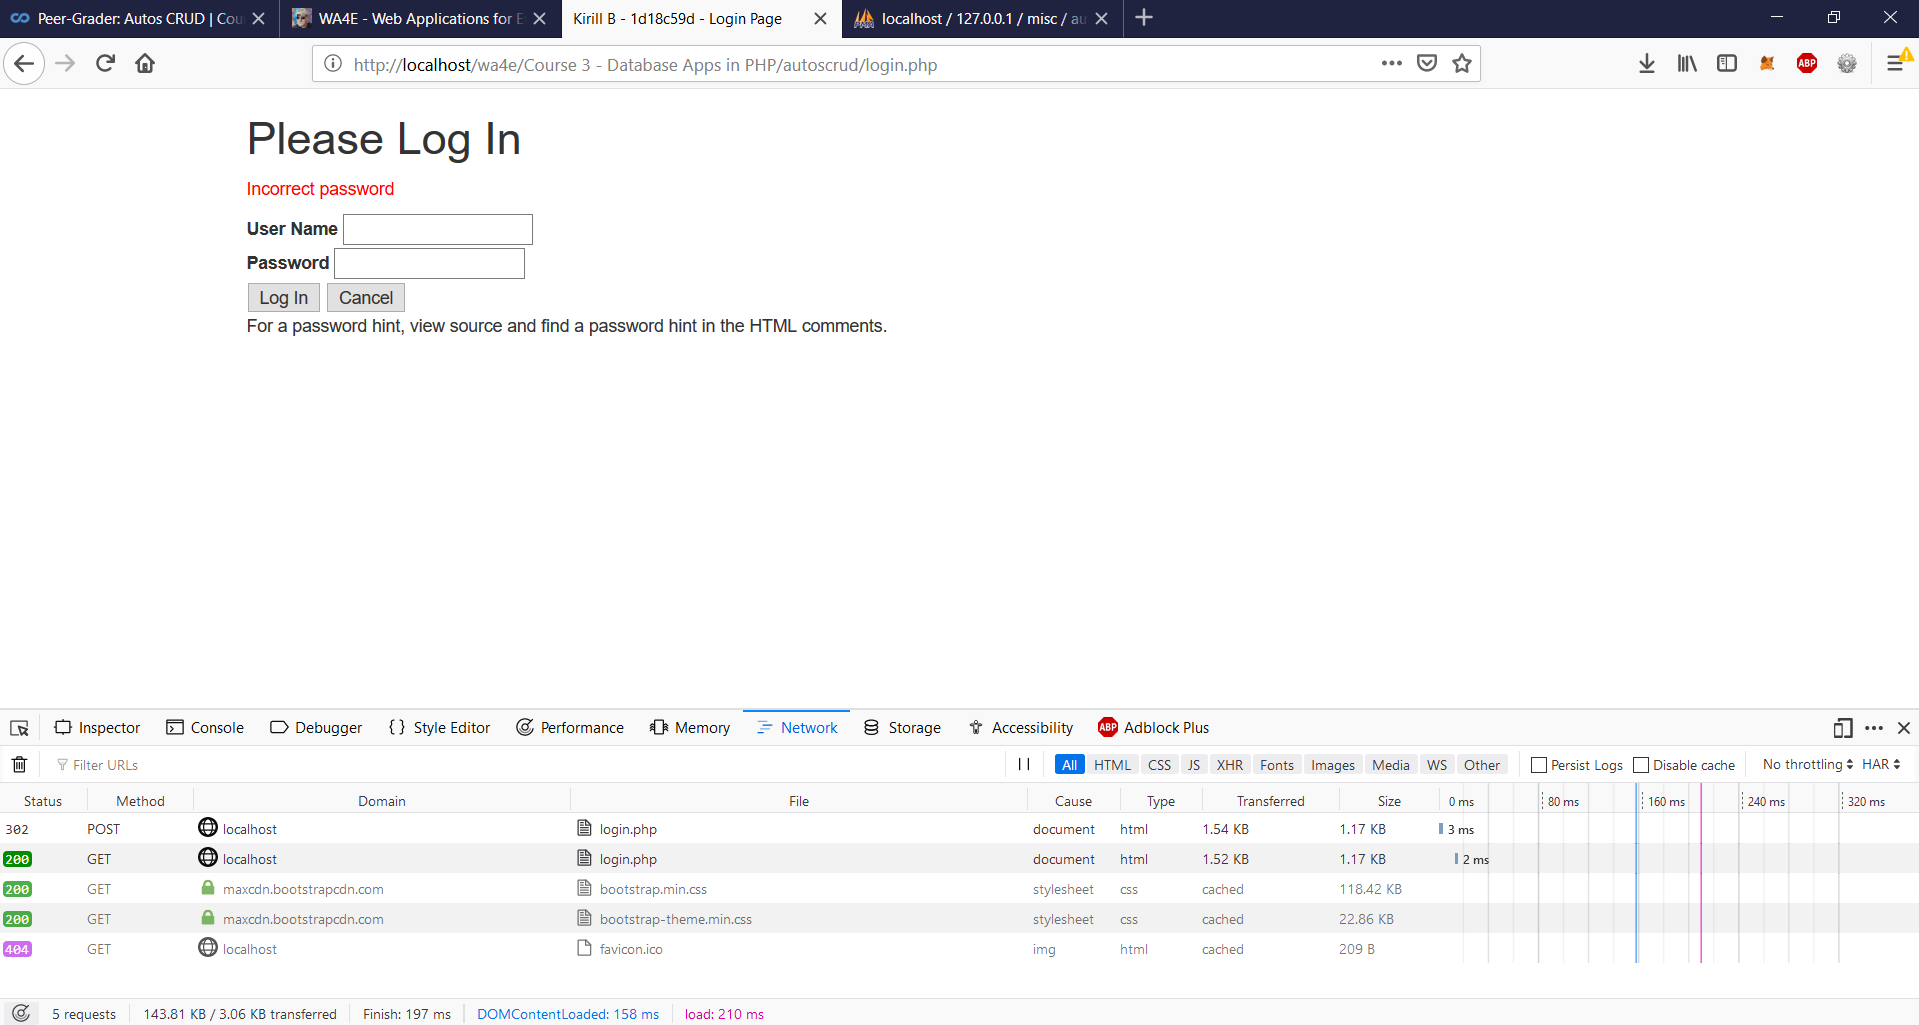 Peer-Grader: Autos CRUD | Cou
WA4E - Web Applications for E
Kirill B - 1d18c59d - Login Page
localhost / 127.0.0.1 / misc / au
http://localhost/wa4e/Course 3 - Database Apps in PHP/autoscrud/login.php
ABP
Please Log In
Incorrect password
User Name
Password
Log In Cancel
For a password hint, view source and find a password hint in the HTML comments.
Inspector Console Debugger Style Editor Performance Memory Network Storage Accessibility ABP Adblock Plus
Filter URLs All HTML CSS JS XHR Fonts Images Media WS Other Persist Logs Disable cache No throttling HAR
Status Method Domain File Cause Type Transferred Size 0 ms 80 ms 160 ms 240 ms 320 ms
302 POST localhost login.php document html 1.54 KB 1.17 KB 3 ms
200 GET localhost login.php document html 1.52 KB 1.17 KB 2 ms
200 GET maxcdn.bootstrapcdn.com bootstrap.min.css stylesheet css cached 118.42 KB
200 GET maxcdn.bootstrapcdn.com bootstrap-theme.min.css stylesheet css cached 22.86 KB
404 GET localhost favicon.ico img html cached 209 B
5 requests 143.81 KB / 3.06 KB transferred Finish: 197 ms DOMContentLoaded: 158 ms load: 210 ms